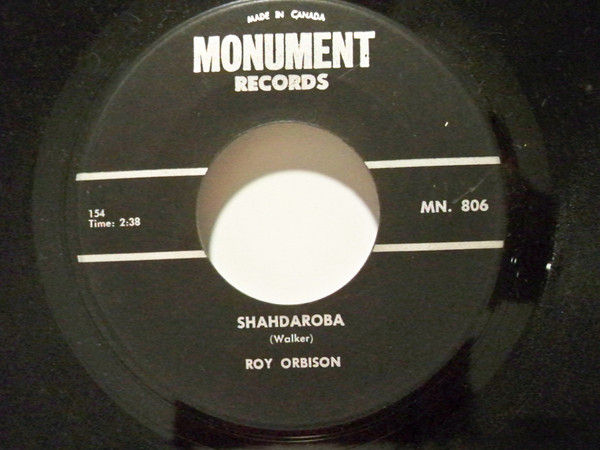 MADE IN CANADA
MONUMENT
RECORDS
154
Time: 2:38
MN. 806
SHAHDAROBA
(Walker)
ROY ORBISON